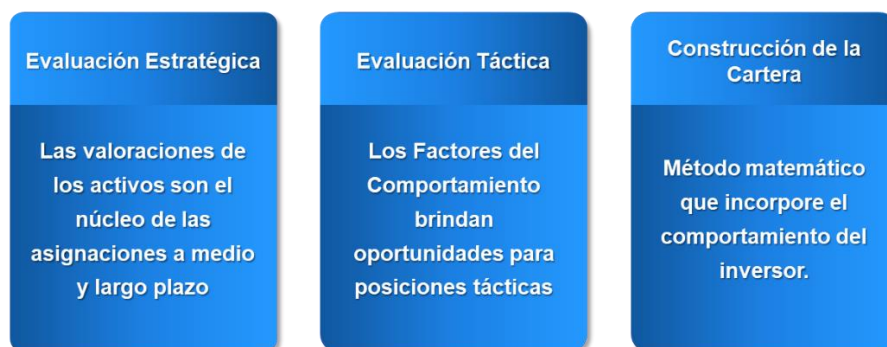 Evaluación Estratégica
Las valoraciones de
los activos son el
núcleo de las
asignaciones a medio
y largo plazo
Evaluación Táctica
Los Factores del
Comportamiento
brindan
oportunidades para
posiciones tácticas
Construcción de la
Cartera
Método matemático
que incorpore el
comportamiento del
inversor.